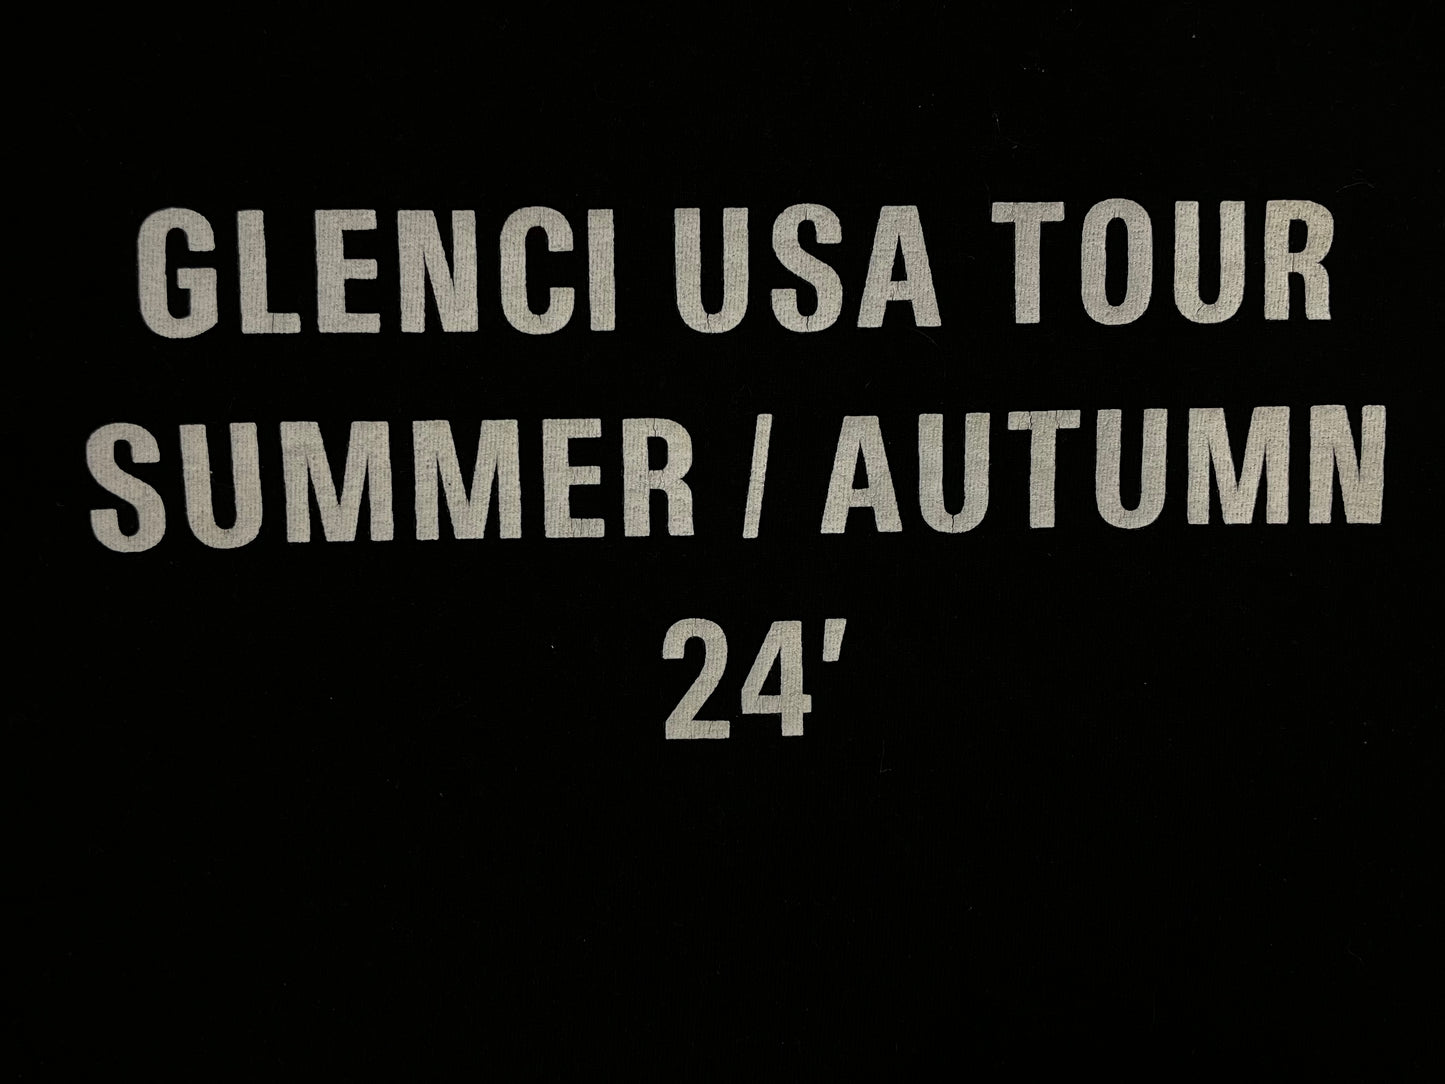 GLENCI USA TOUR
SUMMER / AUTUMN
24'